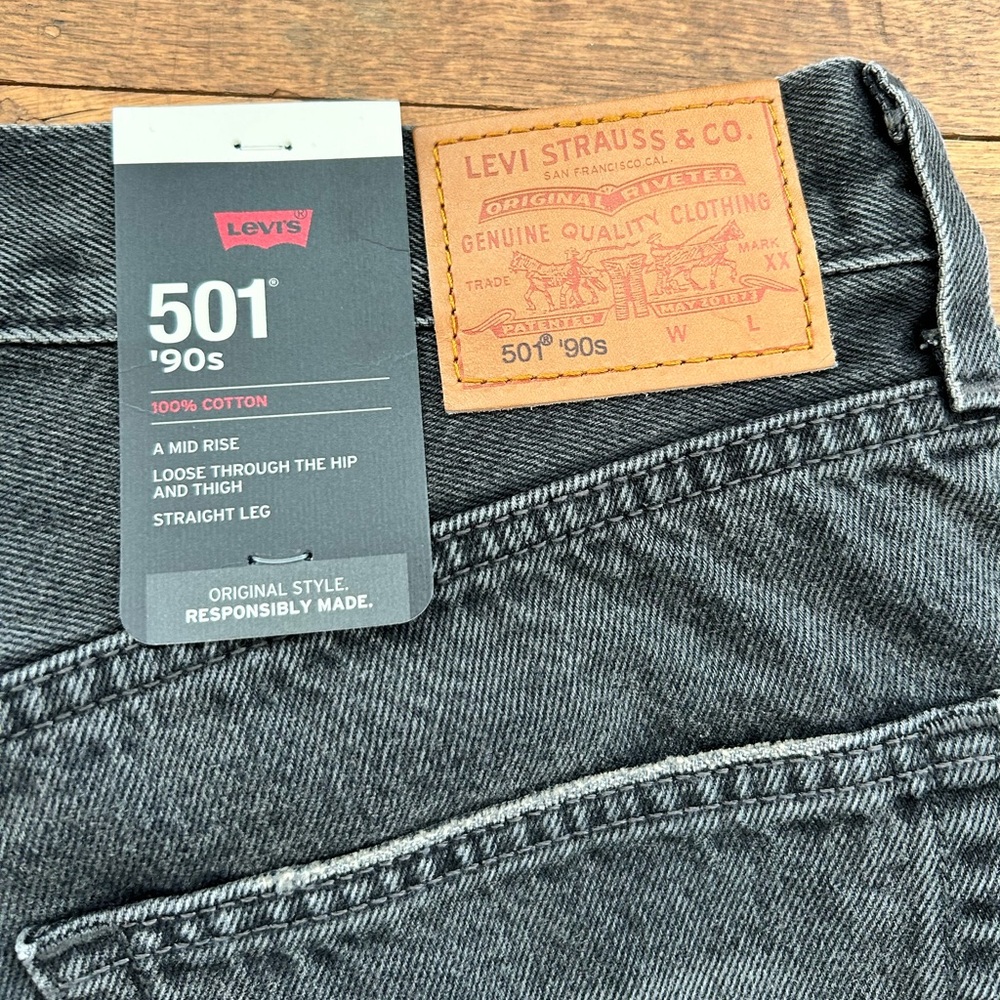 Levi's®
501®
'90s
100% COTTON
A MID RISE
LOOSE THROUGH THE HIP
AND THIGH
STRAIGHT LEG
ORIGINAL STYLE.
RESPONSIBLY MADE.
LEVI STRAUSS & CO.
SAN FRANCISCO, CAL.
ORIGINAL RIVETED
GENUINE QUALITY CLOTHING
TRADE MARK
XX
PATENTED MAY 20 1873
501® '90s W L